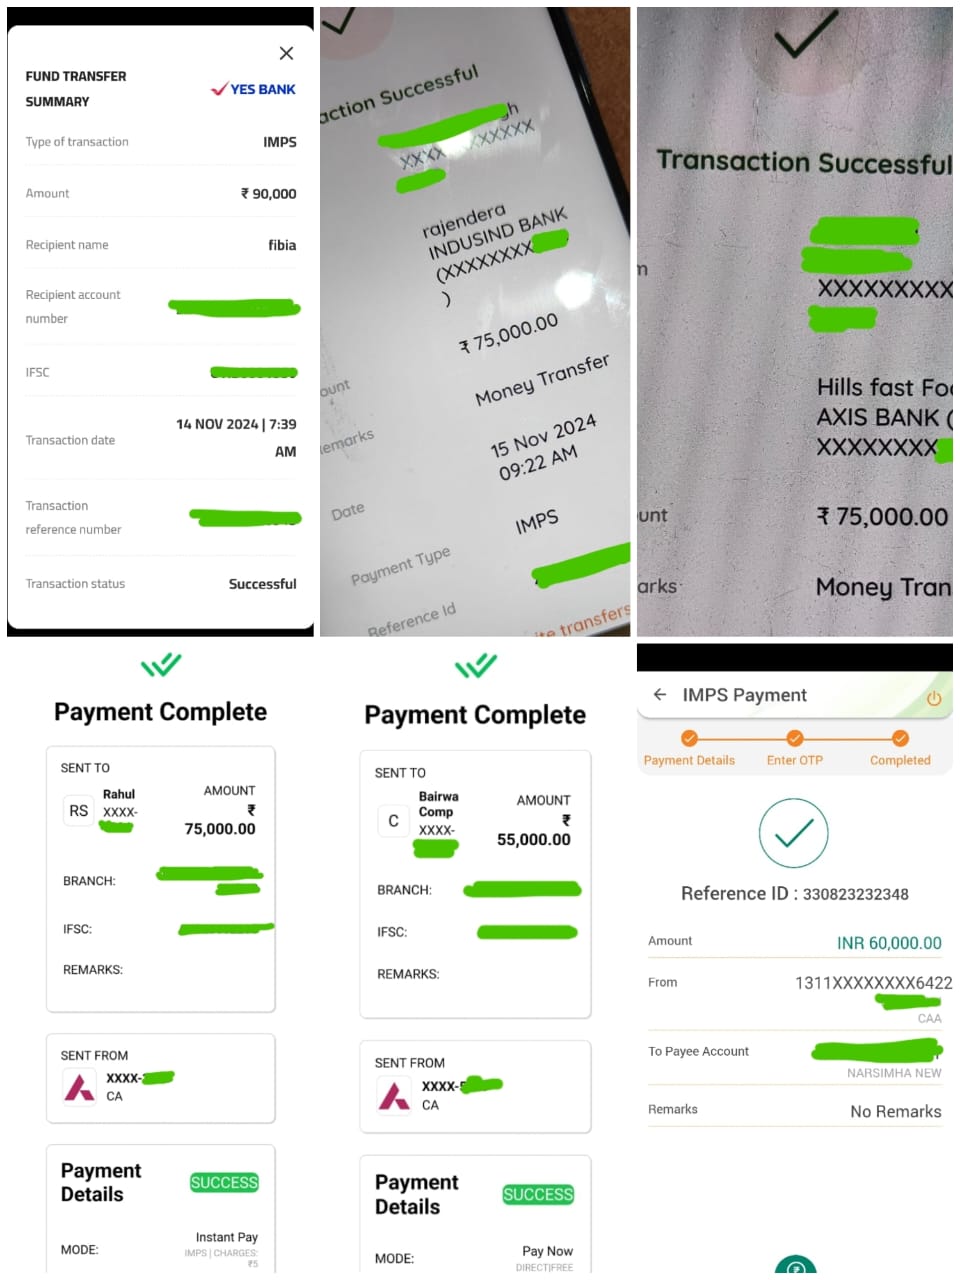 FUND TRANSFER
SUMMARY
YES BANK
Type of transaction
IMPS
Amount
₹ 90,000
Recipient name
fibia
Recipient account
number
IFSC
Transaction date
14 NOV 2024 | 7:39
AM
Transaction
reference number
Transaction status
Successful
action Successful
gh
XXXX XXXXXX
rajendera
INDUSIND BANK
(XXXXXXXX
)
ount
₹ 75,000.00
emarks
Money Transfer
Date
15 Nov 2024
09:22 AM
Payment Type
IMPS
Reference Id
ite transfers
Transaction Successful
m
XXXXXXXXX
Hills fast Fo
AXIS BANK (
XXXXXXXX
unt
₹ 75,000.00
arks
Money Tran
Payment Complete
SENT TO
RS
Rahul
XXXX-
AMOUNT
₹
75,000.00
BRANCH:
IFSC:
REMARKS:
SENT FROM
XXXX-
CA
Payment
Details
SUCCESS
MODE:
Instant Pay
IMPS | CHARGES:
₹5
Payment Complete
SENT TO
C
Bairwa
Comp
XXXX-
AMOUNT
₹
55,000.00
BRANCH:
IFSC:
REMARKS:
SENT FROM
XXXX-
CA
Payment
Details
SUCCESS
MODE:
Pay Now
DIRECT|FREE
IMPS Payment
Payment Details
Enter OTP
Completed
Reference ID : 330823232348
Amount
INR 60,000.00
From
1311XXXXXXXX6422
CAA
To Payee Account
NARSIMHA NEW
Remarks
No Remarks
₹